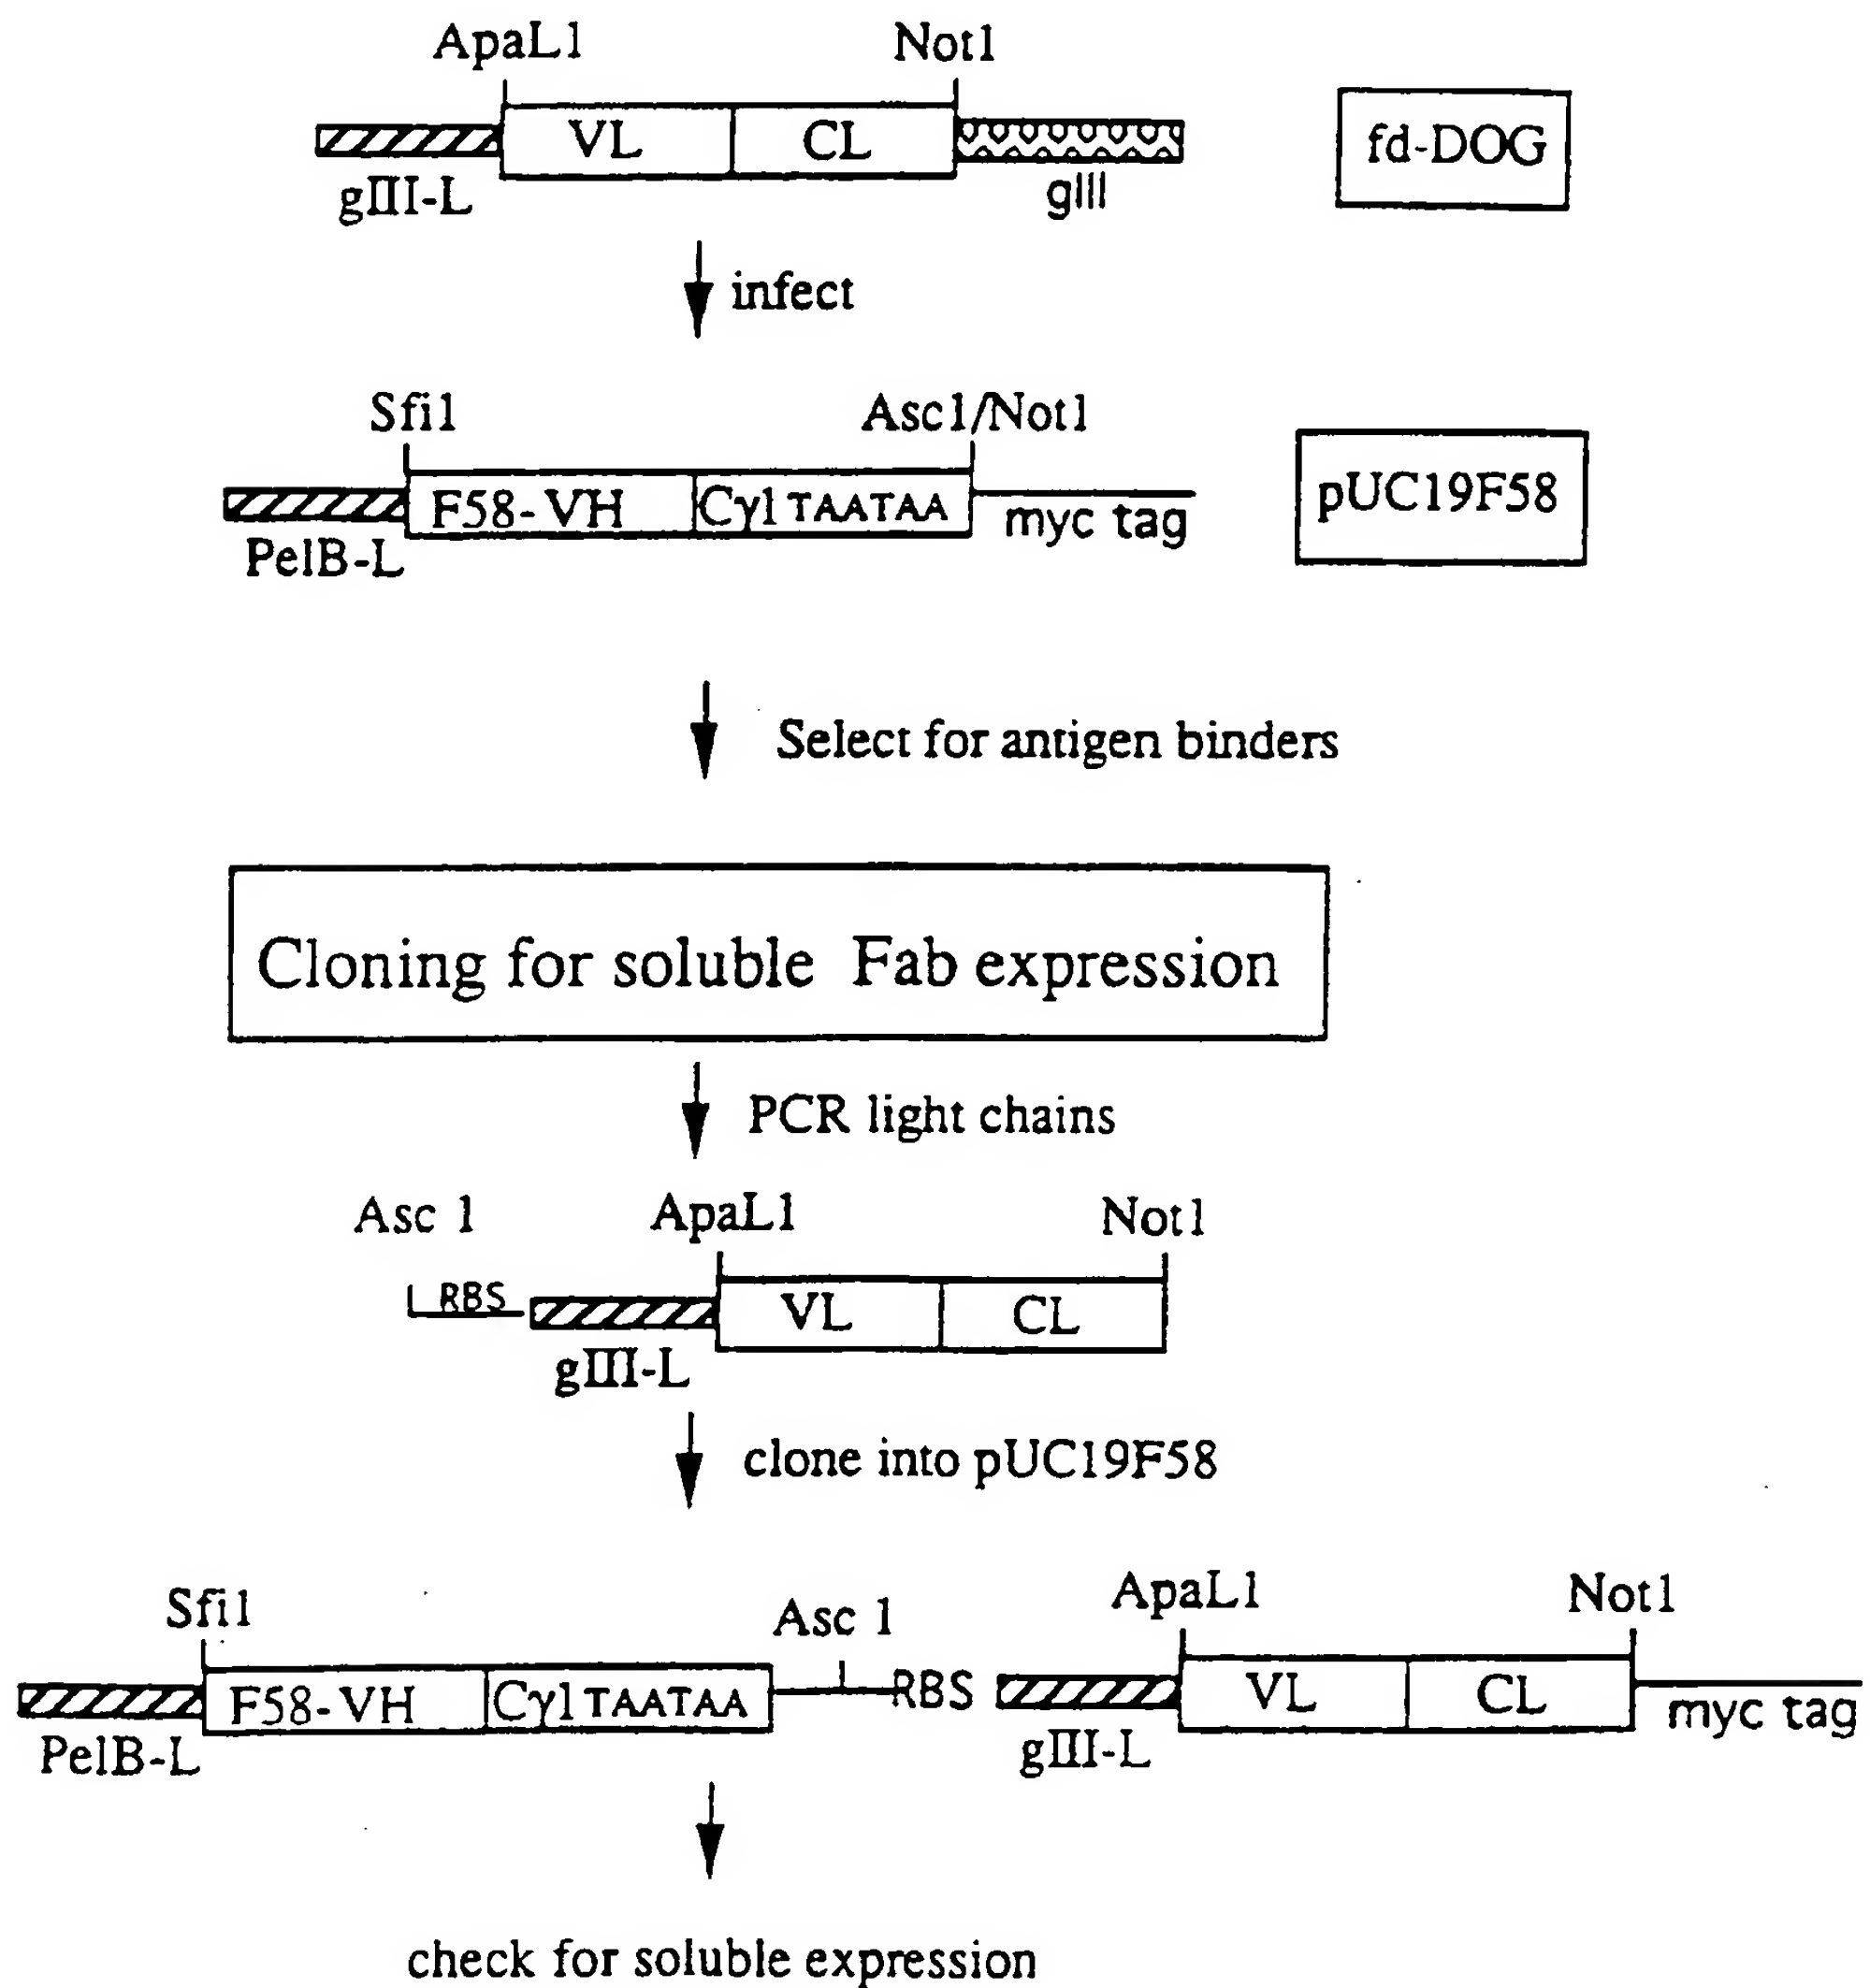 ApaL1 Not1
VL CL fd-DOG
gIII-L gIII
infect
Sfi1 Asc1/Not1
F58-VH Cγ1 TAATAA pUC19F58
PelB-L myc tag
Select for antigen binders
Cloning for soluble Fab expression
PCR light chains
Asc 1 ApaL1 Not1
RBS VL CL
gIII-L
clone into pUC19F58
Sfi1 Asc 1 ApaL1 Not1
F58-VH Cγ1 TAATAA RBS VL CL myc tag
PelB-L gIII-L
check for soluble expression